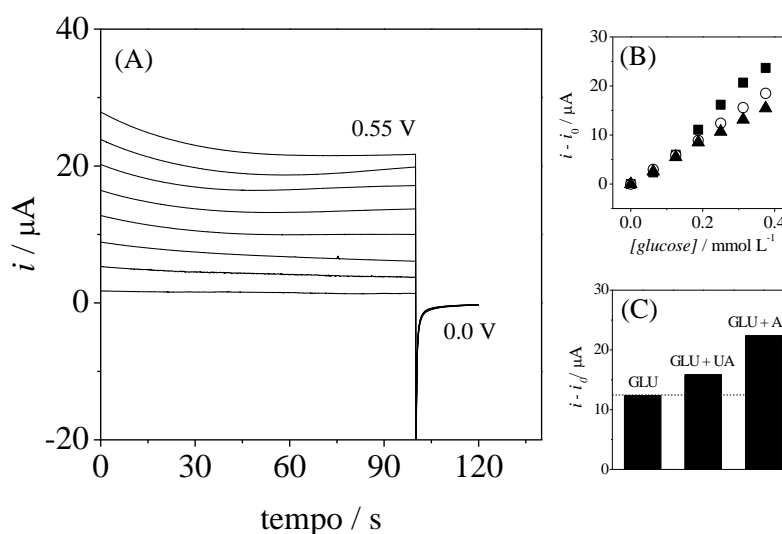 (A)
40
20
0
-20
i / μA
0.55 V
0.0 V
0 30 60 90 120
tempo / s
(B)
30
20
10
0
i - i0 / μA
0.0 0.2 0.4
[glucose] / mmol L-1
(C)
30
20
10
0
i - i0/ μA
GLU
GLU + UA
GLU + A